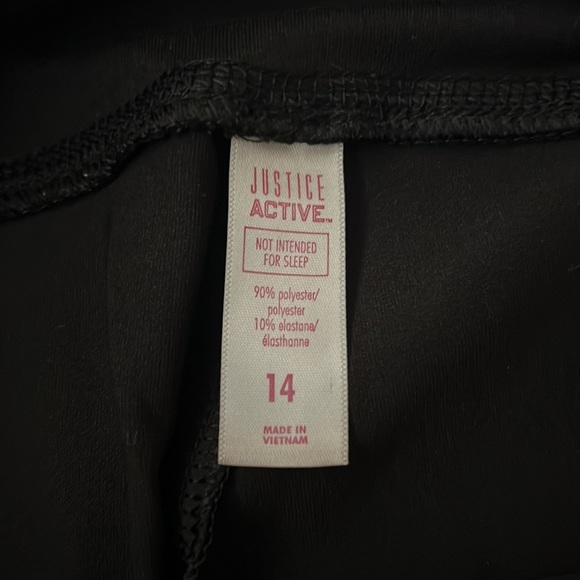 JUSTICE
ACTIVE™
NOT INTENDED
FOR SLEEP
90% polyester/
polyester
10% elastane/
élasthanne
14
MADE IN
VIETNAM